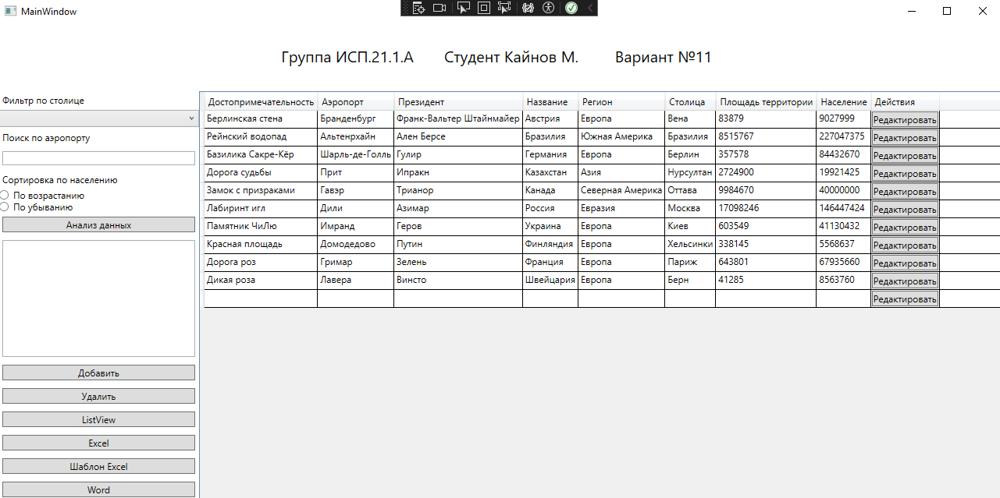 MainWindow
Группа ИСП.21.1.А Студент Кайнов М. Вариант №11
Фильтр по столице
Поиск по аэропорту
Сортировка по населению
По возрастанию
По убыванию
Анализ данных
Добавить
Удалить
ListView
Excel
Шаблон Excel
Word
Достопримечательность Аэропорт Президент Название Регион Столица Площадь территории Население Действия
Берлинская стена Бранденбург Франк-Вальтер Штайнмайер Австрия Европа Вена 83879 9027999 Редактировать
Рейнский водопад Альтенрхайн Ален Берсе Бразилия Южная Америка Бразилия 8515767 227047375 Редактировать
Базилика Сакре-Кёр Шарль-де-Голль Гулир Германия Европа Берлин 357578 84432670 Редактировать
Дорога судьбы Прит Ипракн Казахстан Азия Нурсултан 2724900 19921425 Редактировать
Замок с призраками Гавэр Трианор Канада Северная Америка Оттава 9984670 40000000 Редактировать
Лабиринт игл Дили Азимар Россия Евразия Москва 17098246 146447424 Редактировать
Памятник ЧиЛю Имранд Геров Украина Европа Киев 603549 41130432 Редактировать
Красная площадь Домодедово Путин Финляндия Европа Хельсинки 338145 5568637 Редактировать
Дорога роз Гримар Зелень Франция Европа Париж 643801 67935660 Редактировать
Дикая роза Лавера Винсто Швейцария Европа Берн 41285 8563760 Редактировать
Редактировать